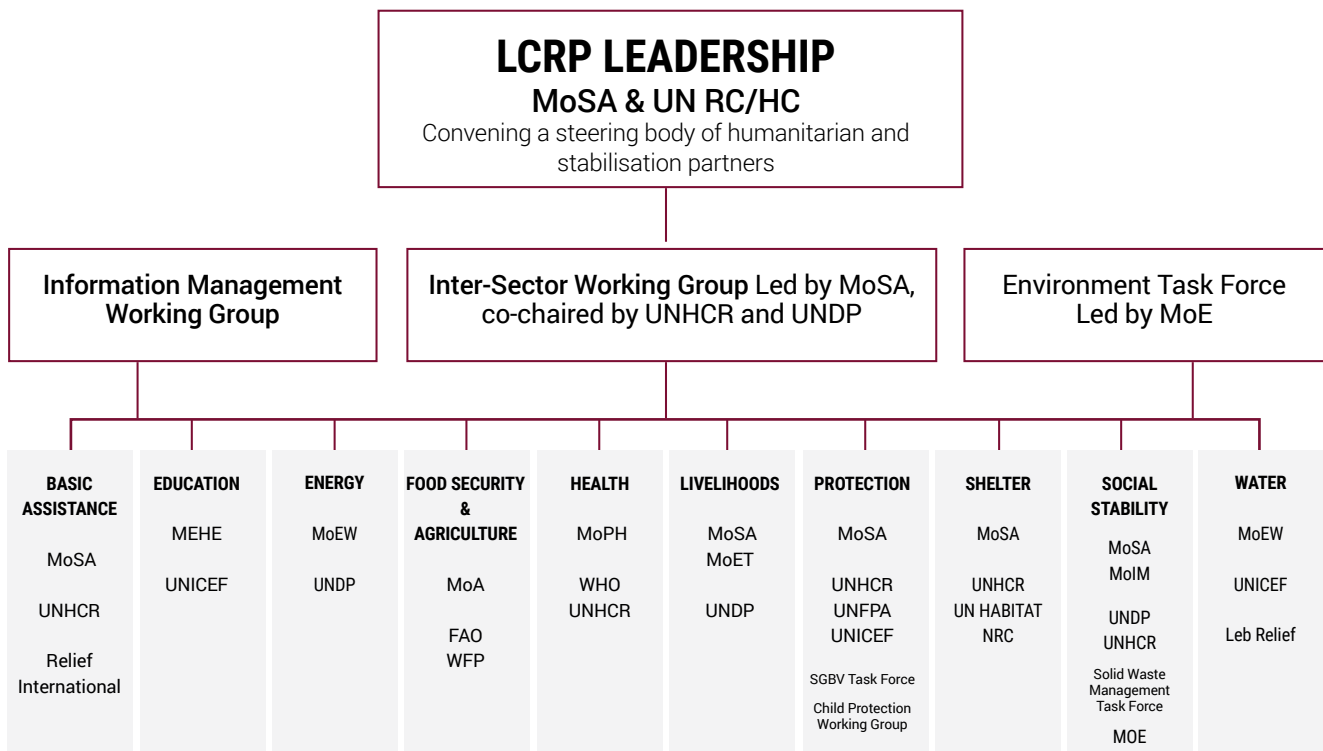 LCRP LEADERSHIP
MoSA & UN RC/HC
Convening a steering body of humanitarian and
stabilisation partners
Information Management
Working Group
Inter-Sector Working Group Led by MoSA,
co-chaired by UNHCR and UNDP
Environment Task Force
Led by MoE
BASIC
ASSISTANCE
MoSA
UNHCR
Relief
International
EDUCATION
MEHE
UNICEF
ENERGY
MoEW
UNDP
FOOD SECURITY
&
AGRICULTURE
MoA
FAO
WFP
HEALTH
MoPH
WHO
UNHCR
LIVELIHOODS
MoSA
MoET
UNDP
PROTECTION
MoSA
UNHCR
UNFPA
UNICEF
SGBV Task Force
Child Protection
Working Group
SHELTER
MoSA
UNHCR
UN HABITAT
NRC
SOCIAL
STABILITY
MoSA
MoIM
UNDP
UNHCR
Solid Waste
Management
Task Force
MOE
WATER
MoEW
UNICEF
Leb Relief